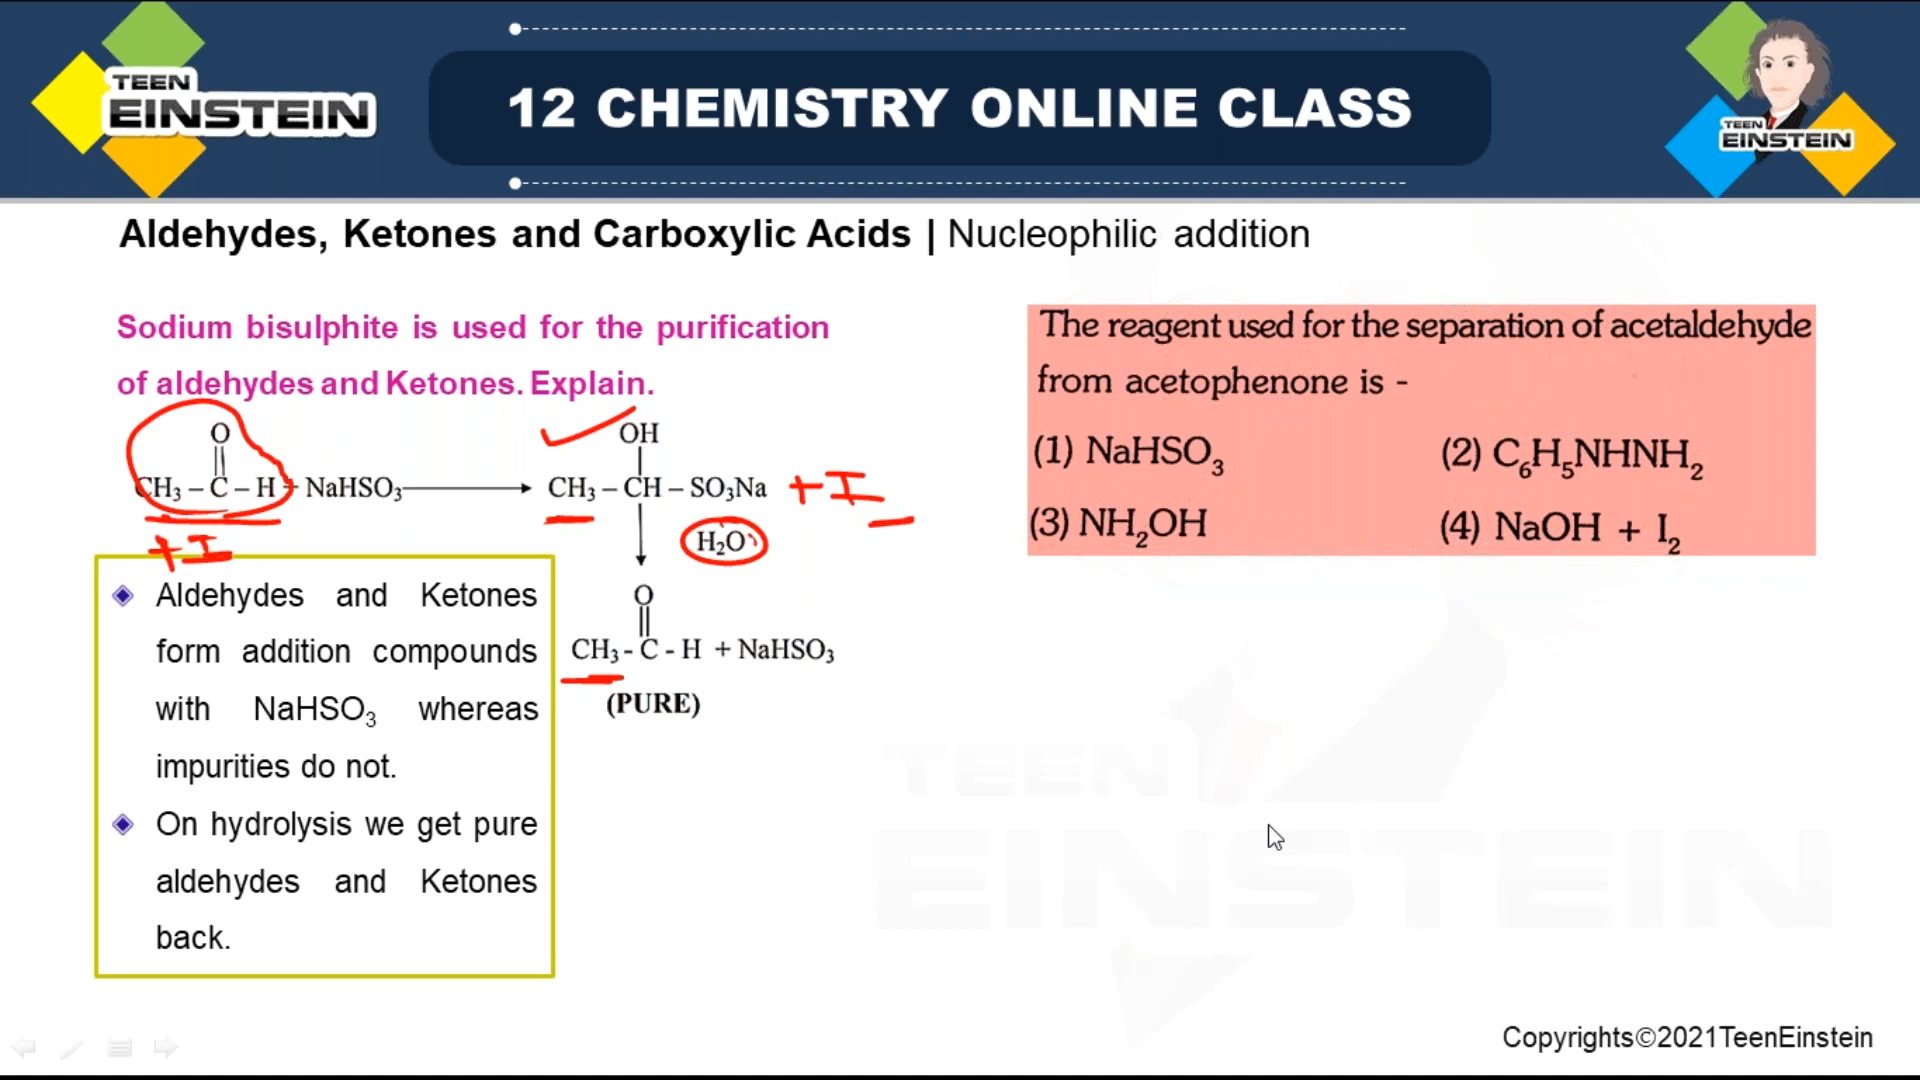 TEEN
EINSTEIN
12 CHEMISTRY ONLINE CLASS
TEEN
EINSTEIN
Aldehydes, Ketones and Carboxylic Acids | Nucleophilic addition
Sodium bisulphite is used for the purification
of aldehydes and Ketones. Explain.
O
CH₃ – C – H + NaHSO₃
+I
OH
CH₃ – CH – SO₃Na + I
H₂O
O
CH₃ - C - H + NaHSO₃
(PURE)
Aldehydes and Ketones
form addition compounds
with NaHSO₃ whereas
impurities do not.
On hydrolysis we get pure
aldehydes and Ketones
back.
The reagent used for the separation of acetaldehyde
from acetophenone is -
(1) NaHSO₃ (2) C₆H₅NHNH₂
(3) NH₂OH (4) NaOH + I₂
TEEN
EINSTEIN
Copyrights©2021TeenEinstein